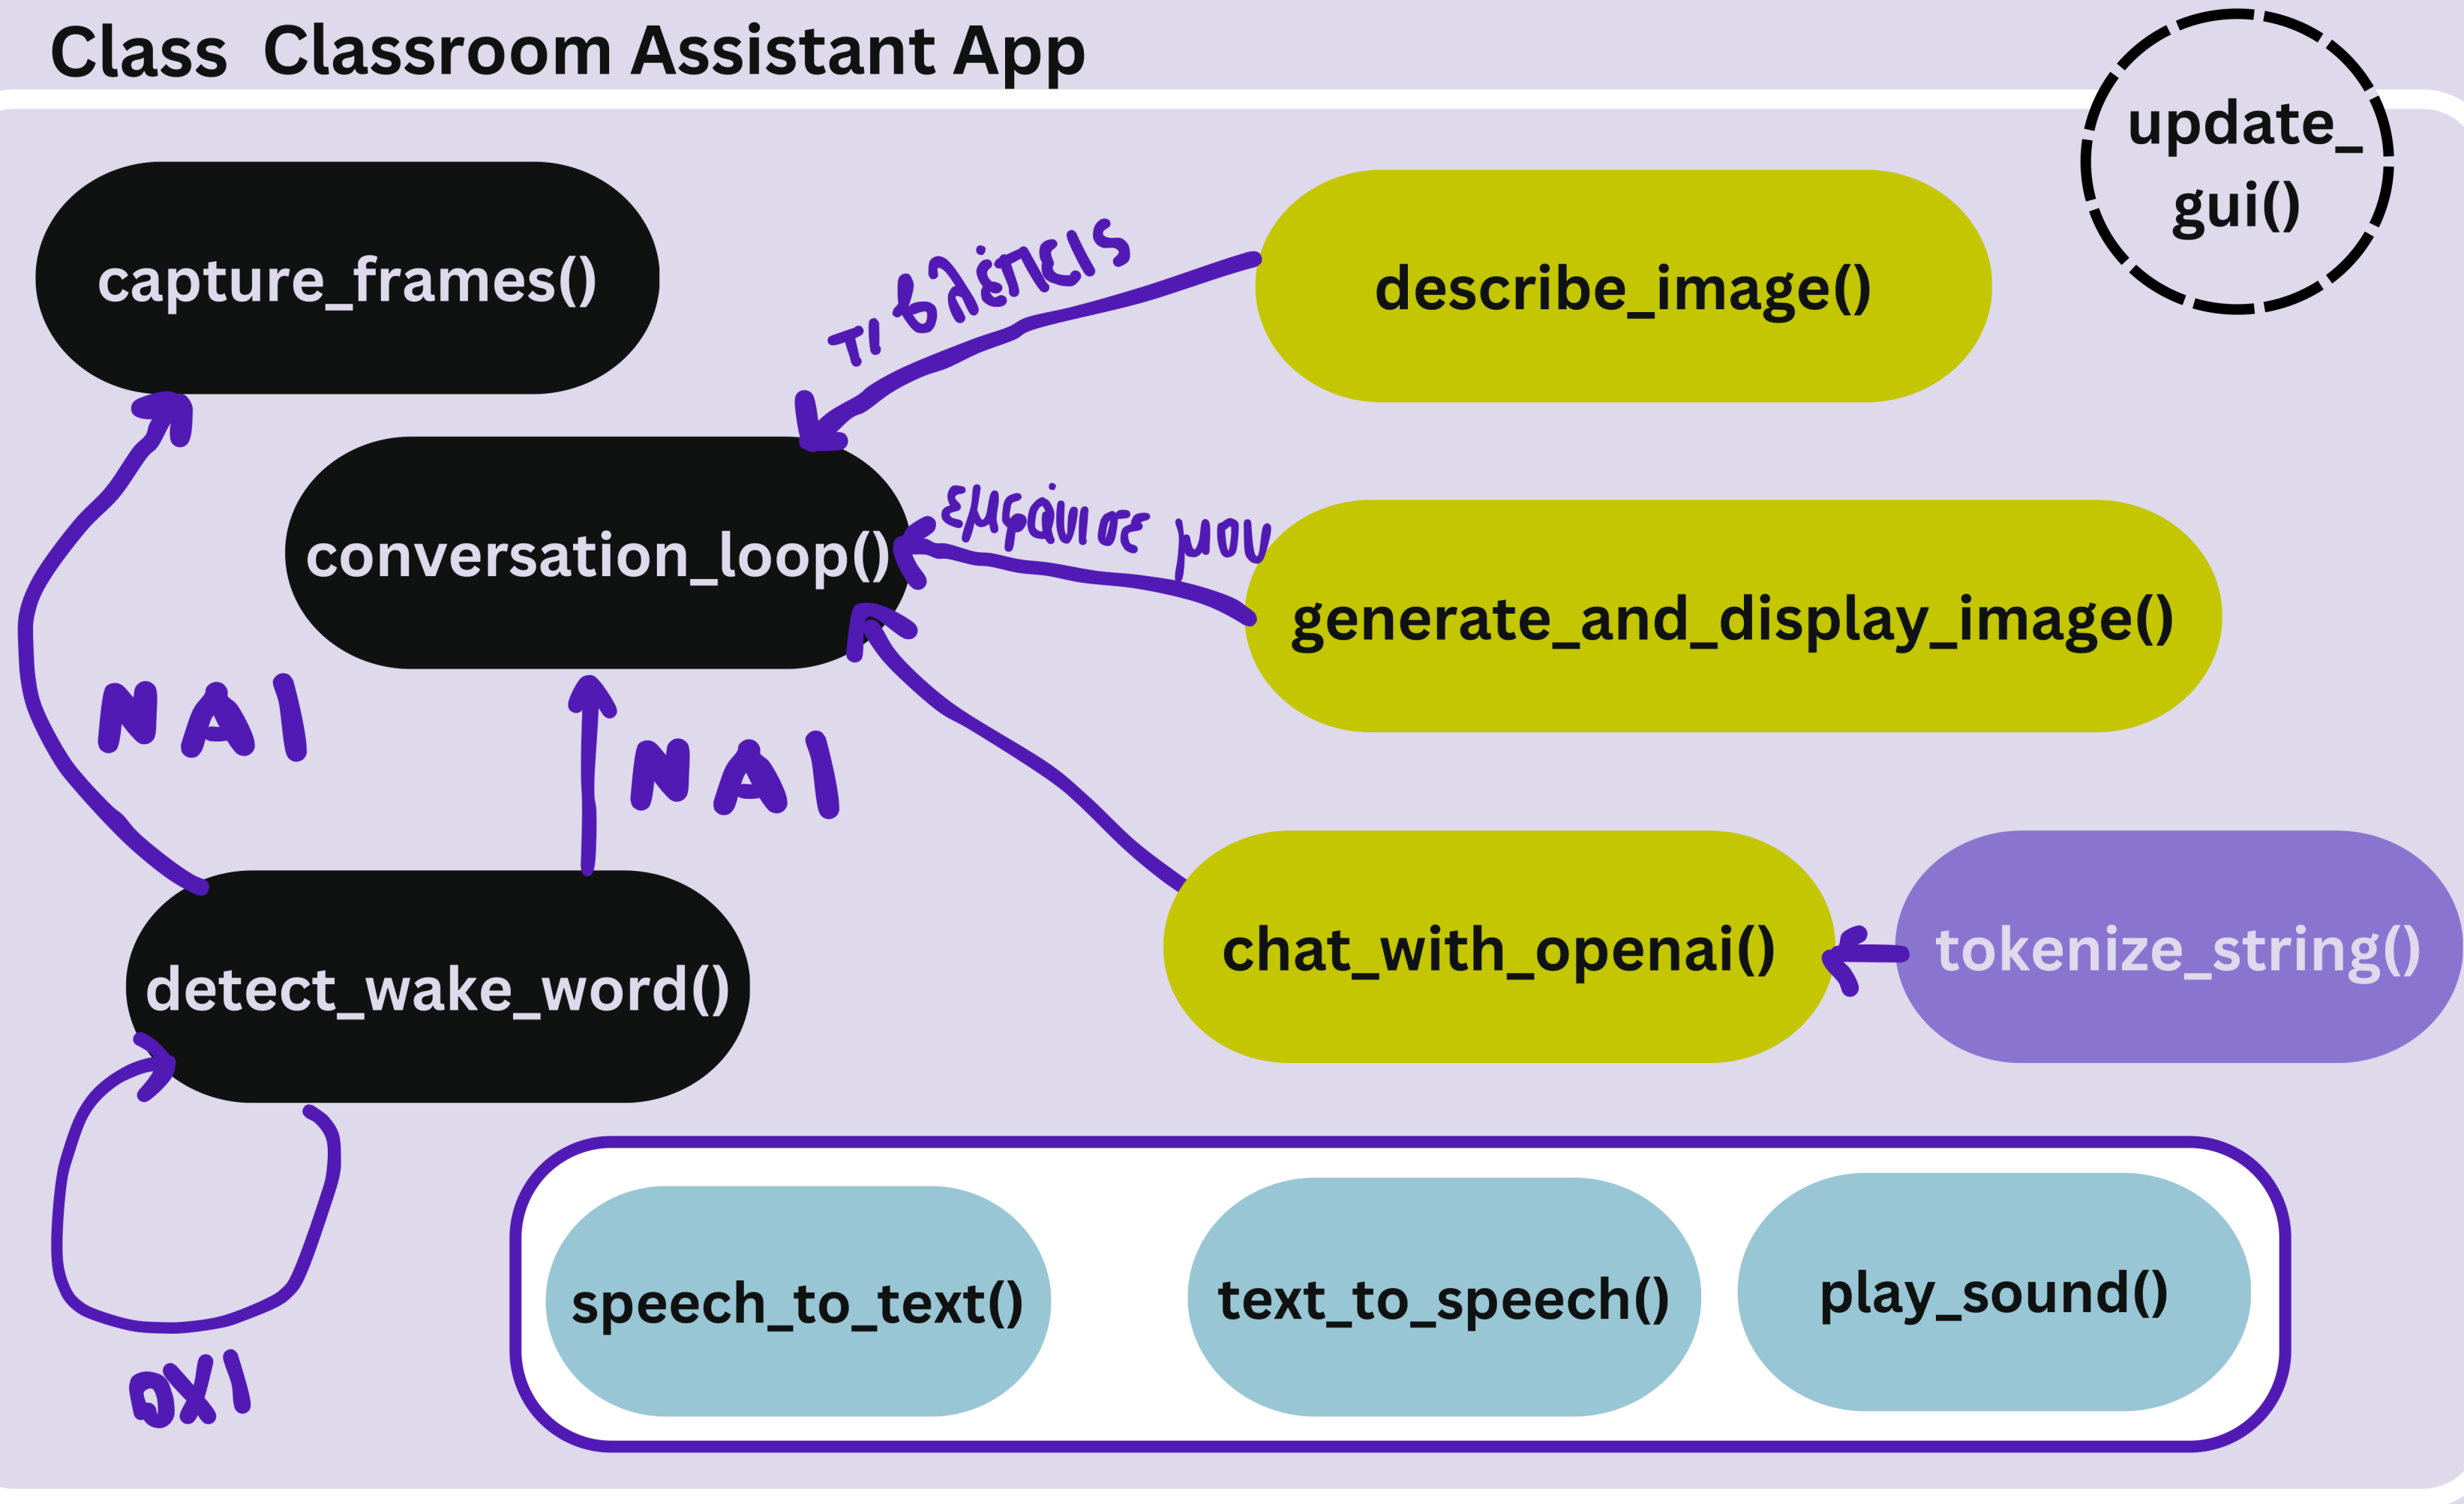 Class Classroom Assistant App
update_
gui()
capture_frames()
describe_image()
τι βλέπεις
conversation_loop()
εμφάνισε μου
generate_and_display_image()
ΝΑΙ
ΝΑΙ
detect_wake_word()
chat_with_openai()
tokenize_string()
speech_to_text()
text_to_speech()
play_sound()
ΟΧΙ